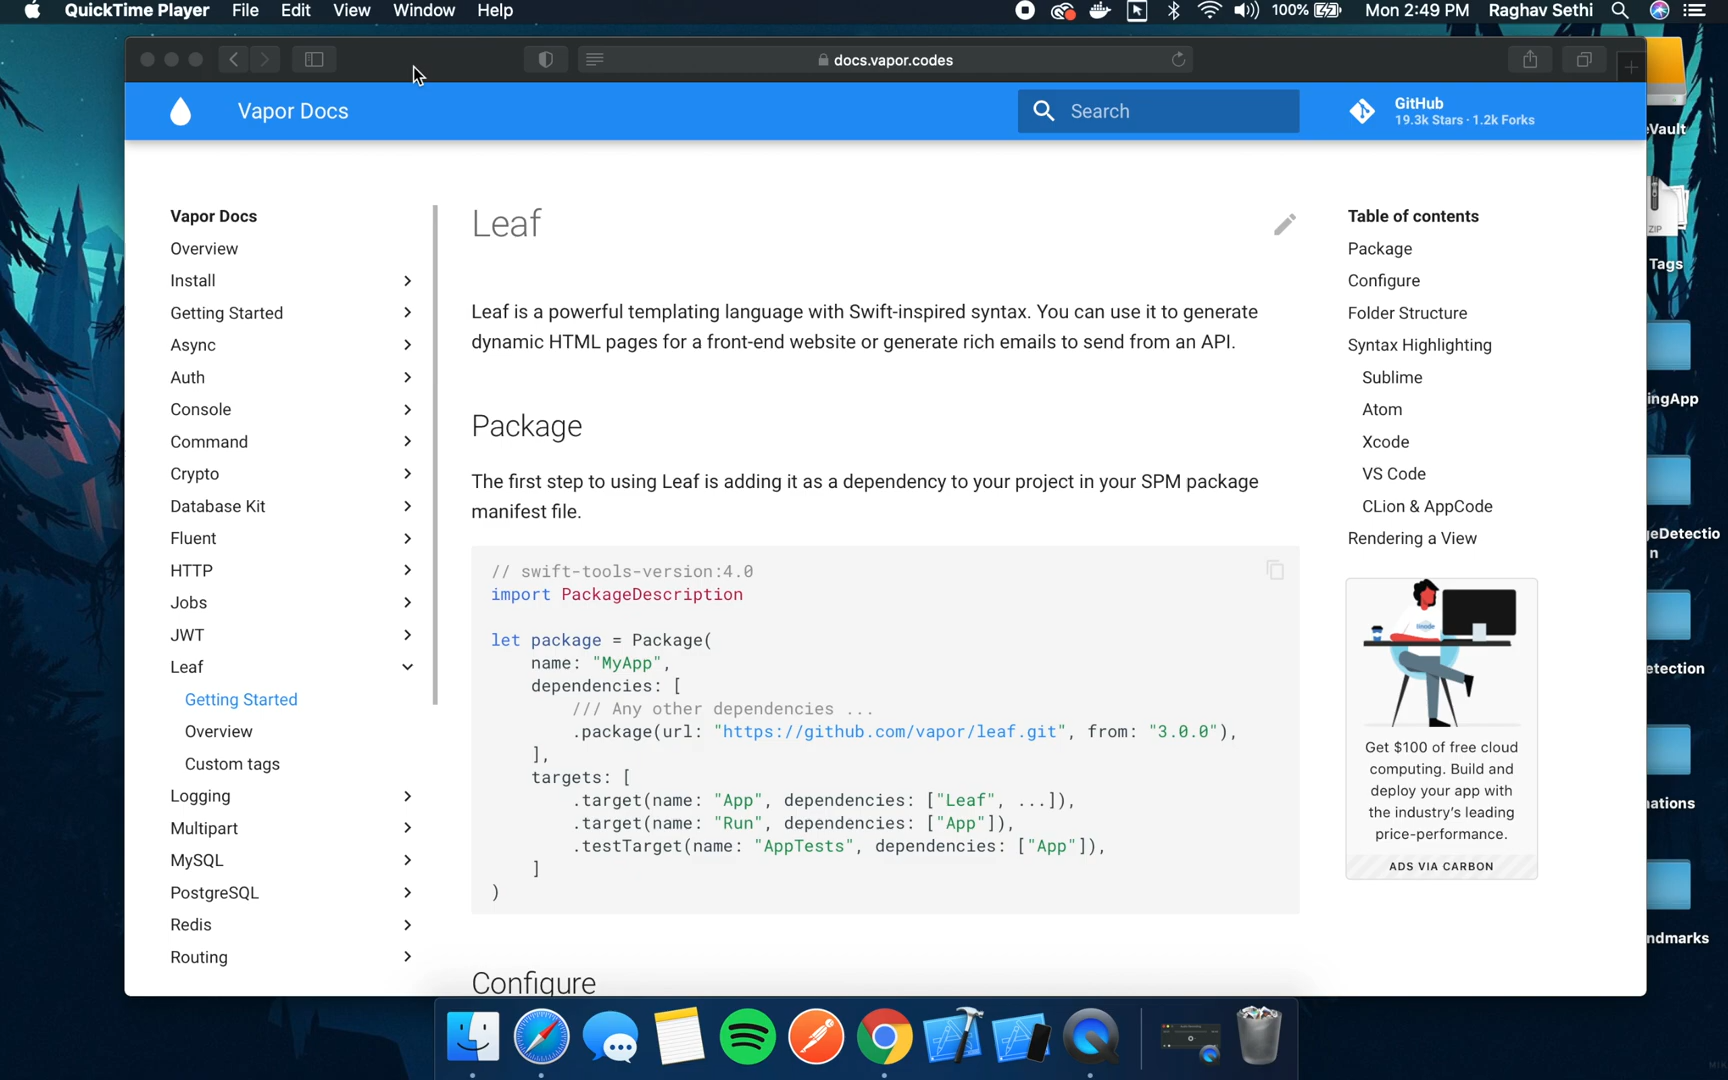 QuickTime Player File Edit View Window Help 100% Mon 2:49 PM Raghav Sethi
docs.vapor.codes
Vapor Docs
Search
GitHub
19.3k Stars · 1.2k Forks
Vapor Docs
Overview
Install
Getting Started
Async
Auth
Console
Command
Crypto
Database Kit
Fluent
HTTP
Jobs
JWT
Leaf
Getting Started
Overview
Custom tags
Logging
Multipart
MySQL
PostgreSQL
Redis
Routing
Leaf
Leaf is a powerful templating language with Swift-inspired syntax. You can use it to generate
dynamic HTML pages for a front-end website or generate rich emails to send from an API.
Package
The first step to using Leaf is adding it as a dependency to your project in your SPM package
manifest file.
// swift-tools-version:4.0
import PackageDescription
let package = Package(
name: "MyApp",
dependencies: [
/// Any other dependencies ...
.package(url: "https://github.com/vapor/leaf.git", from: "3.0.0"),
],
targets: [
.target(name: "App", dependencies: ["Leaf", ...]),
.target(name: "Run", dependencies: ["App"]),
.testTarget(name: "AppTests", dependencies: ["App"]),
]
)
Configure
Table of contents
Package
Configure
Folder Structure
Syntax Highlighting
Sublime
Atom
Xcode
VS Code
CLion & AppCode
Rendering a View
Get $100 of free cloud
computing. Build and
deploy your app with
the industry's leading
price-performance.
ADS VIA CARBON
eVault
ZIP
Tags
ingApp
geDetectio
n
etection
nations
ndmarks